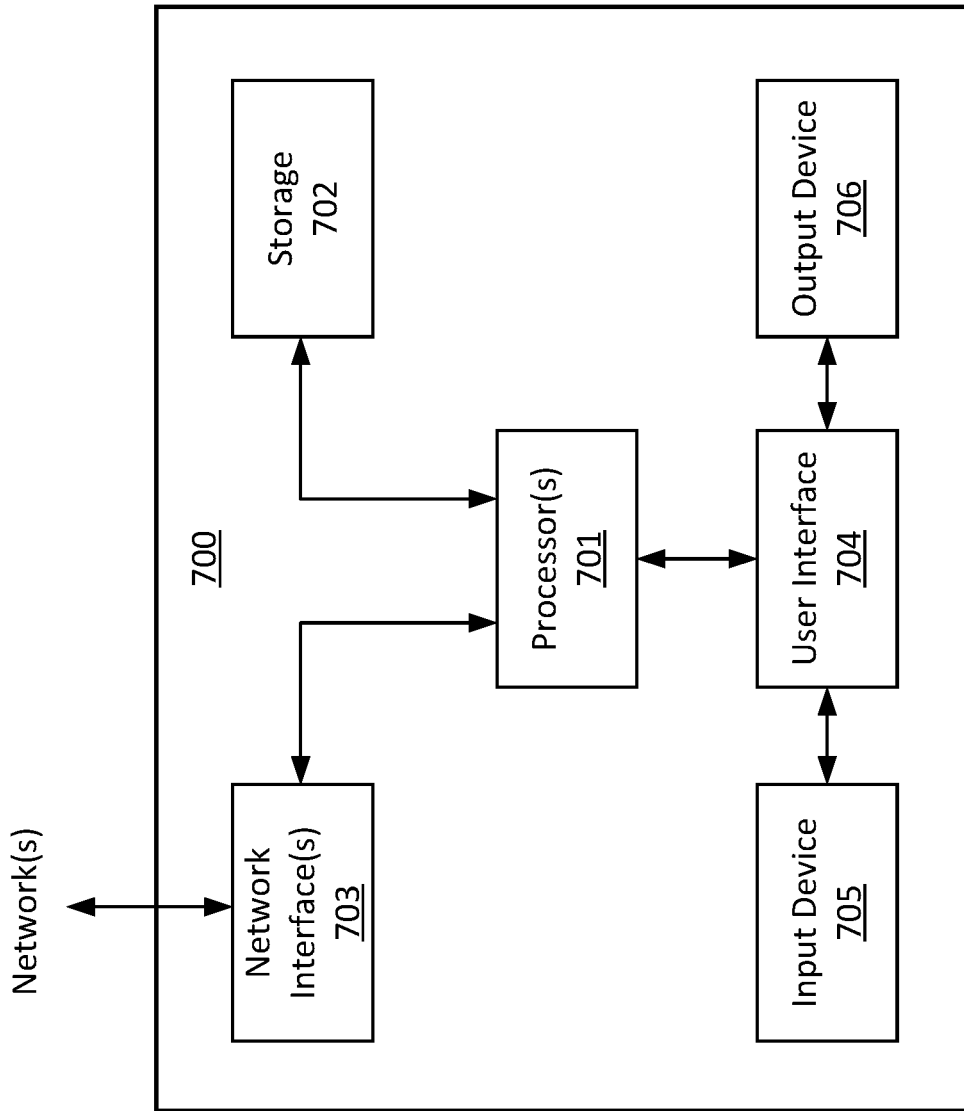 Network(s)
Network
Interface(s)
703
700
Storage
702
Processor(s)
701
Input Device
705
User Interface
704
Output Device
706